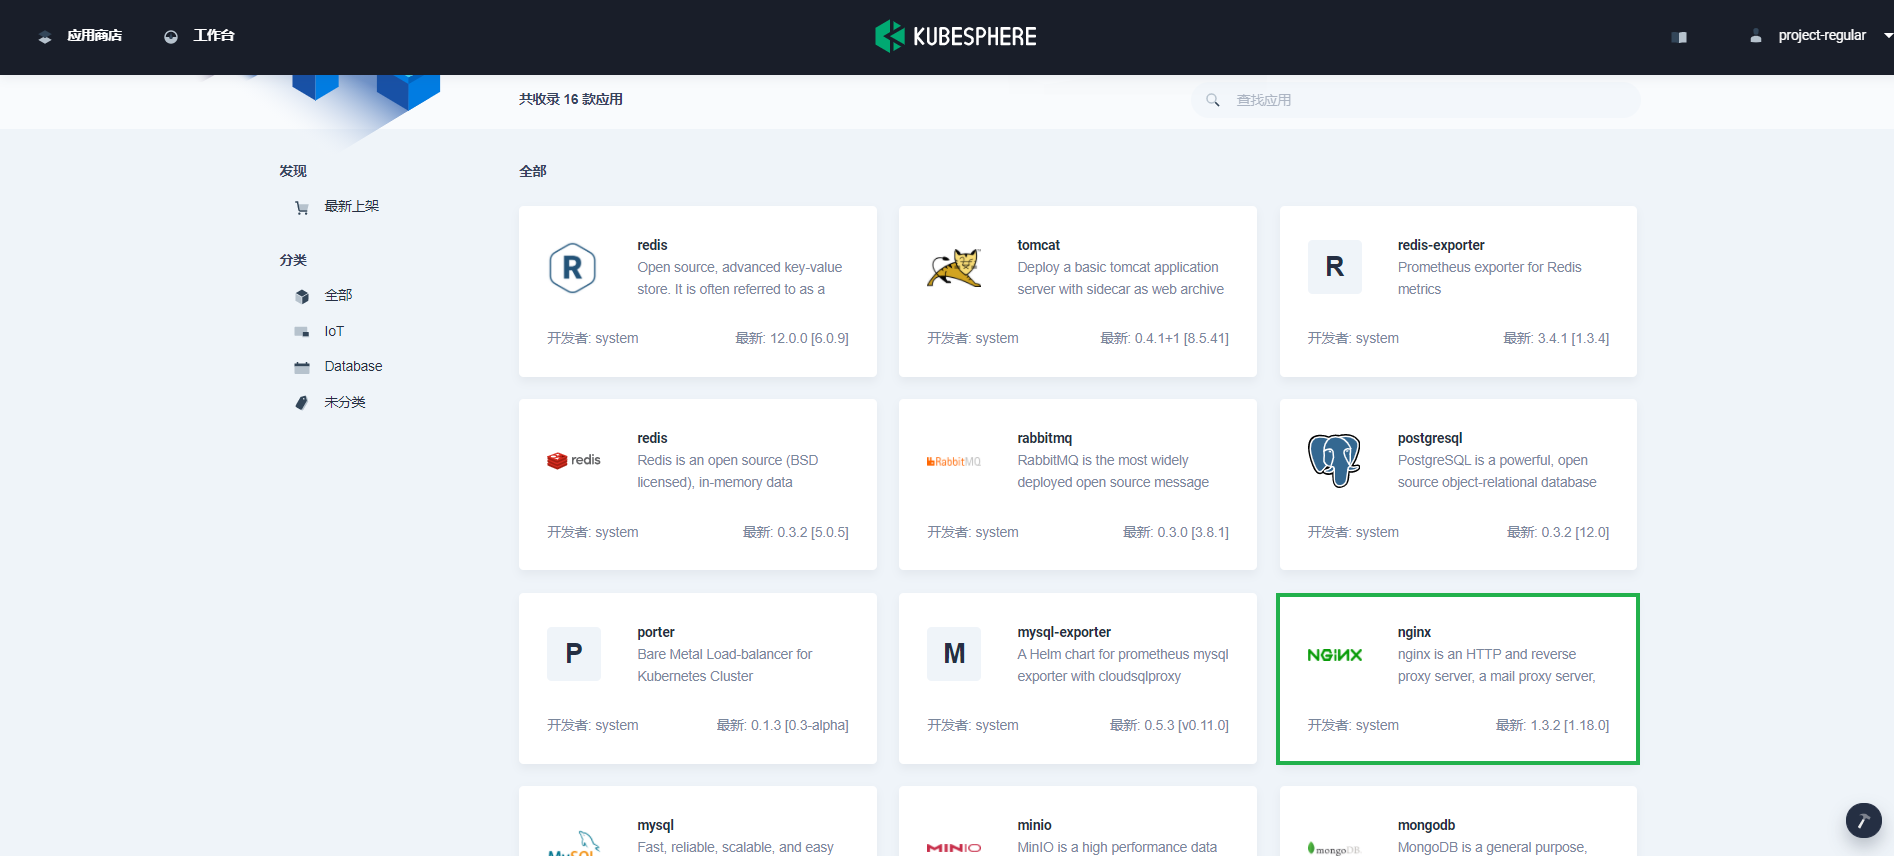 应用商店
工作台
KUBESPHERE
project-regular
共收录 16 款应用
查找应用
发现
最新上架
分类
全部
IoT
Database
未分类
全部
R
redis
Open source, advanced key-value
store. It is often referred to as a
开发者: system
最新: 12.0.0 [6.0.9]
tomcat
Deploy a basic tomcat application
server with sidecar as web archive
开发者: system
最新: 0.4.1+1 [8.5.41]
R
redis-exporter
Prometheus exporter for Redis
metrics
开发者: system
最新: 3.4.1 [1.3.4]
redis
redis
Redis is an open source (BSD
licensed), in-memory data
开发者: system
最新: 0.3.2 [5.0.5]
RabbitMQ
rabbitmq
RabbitMQ is the most widely
deployed open source message
开发者: system
最新: 0.3.0 [3.8.1]
postgresql
PostgreSQL is a powerful, open
source object-relational database
开发者: system
最新: 0.3.2 [12.0]
P
porter
Bare Metal Load-balancer for
Kubernetes Cluster
开发者: system
最新: 0.1.3 [0.3-alpha]
M
mysql-exporter
A Helm chart for prometheus mysql
exporter with cloudsqlproxy
开发者: system
最新: 0.5.3 [v0.11.0]
NGINX
nginx
nginx is an HTTP and reverse
proxy server, a mail proxy server,
开发者: system
最新: 1.3.2 [1.18.0]
MySQL
mysql
Fast, reliable, scalable, and easy
MINIO
minio
MinIO is a high performance data
mongoDB
mongodb
MongoDB is a general purpose,